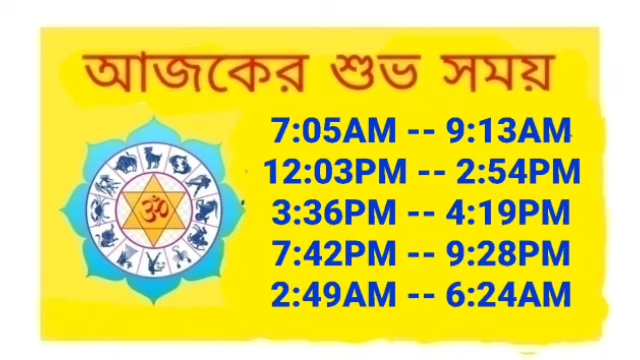 আজকের শুভ সময়
7:05AM -- 9:13AM
12:03PM -- 2:54PM
3:36PM -- 4:19PM
7:42PM -- 9:28PM
2:49AM -- 6:24AM
ॐ